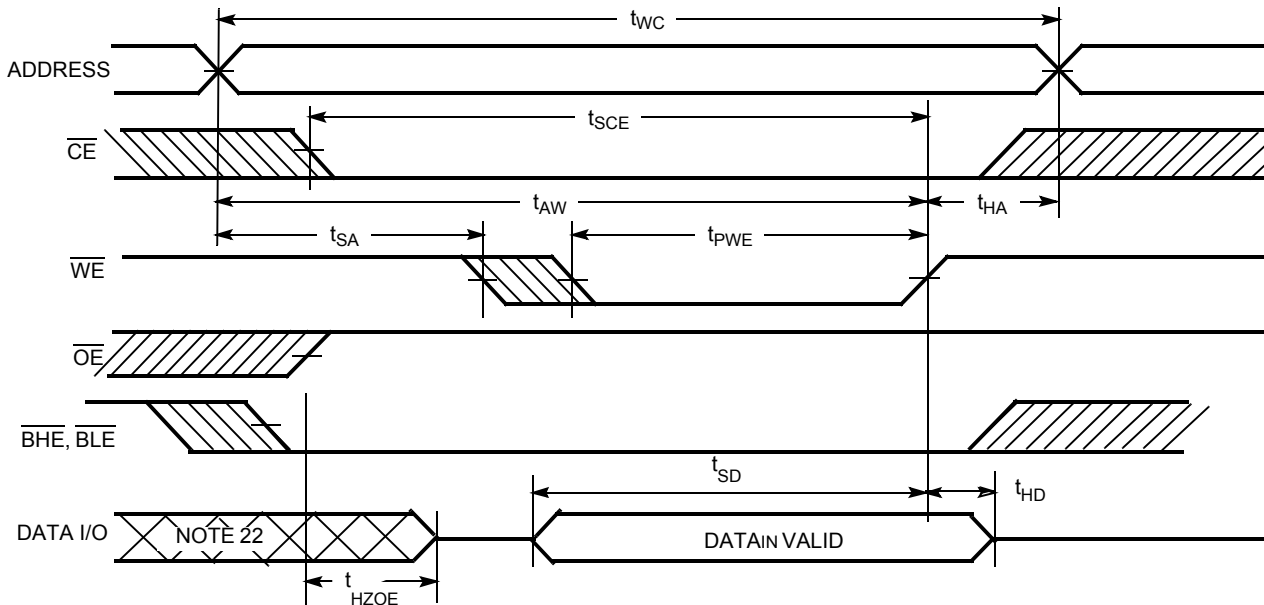 tWC
ADDRESS
tSCE
CE
tAW
tHA
tSA
tPWE
WE
OE
BHE, BLE
tSD
tHD
DATA I/O
NOTE 22
DATAIN VALID
tHZOE